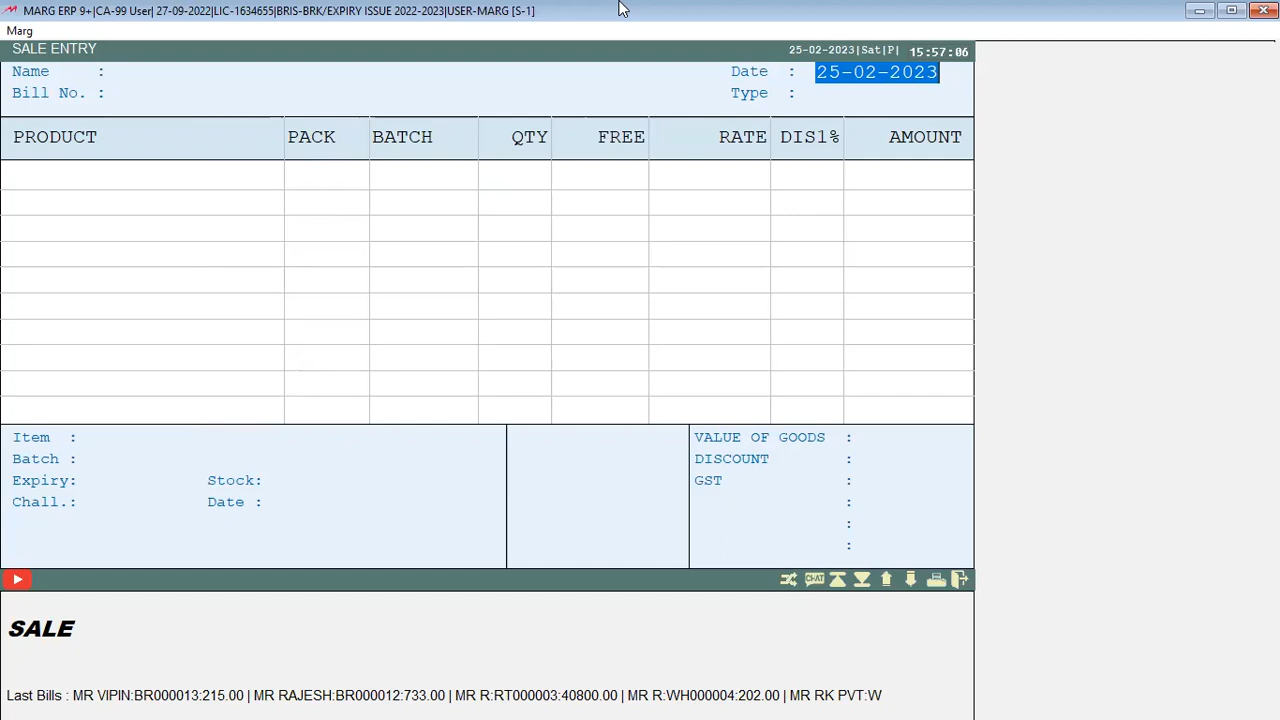 MARG ERP 9+|CA-99 User| 27-09-2022|LIC-1634655|BRIS-BRK/EXPIRY ISSUE 2022-2023|USER-MARG [S-1]
Marg
SALE ENTRY 25-02-2023|Sat|P| 15:57:06
Name : Date : 25-02-2023
Bill No. : Type :
PRODUCT PACK BATCH QTY FREE RATE DIS1% AMOUNT
Item : VALUE OF GOODS :
Batch : DISCOUNT :
Expiry: Stock: GST :
Chall.: Date : :
:
:
CHAT
SALE
Last Bills : MR VIPIN:BR000013:215.00 | MR RAJESH:BR000012:733.00 | MR R:RT000003:40800.00 | MR R:WH000004:202.00 | MR RK PVT:W